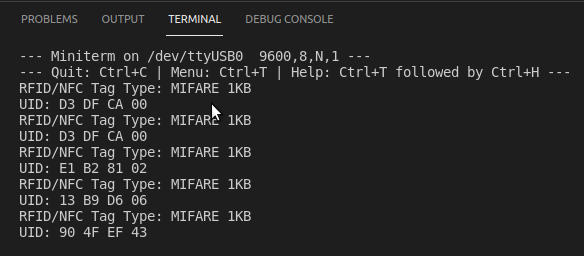 PROBLEMS OUTPUT TERMINAL DEBUG CONSOLE
--- Miniterm on /dev/ttyUSB0  9600,8,N,1 ---
--- Quit: Ctrl+C | Menu: Ctrl+T | Help: Ctrl+T followed by Ctrl+H ---
RFID/NFC Tag Type: MIFARE 1KB
UID: D3 DF CA 00
RFID/NFC Tag Type: MIFARE 1KB
UID: D3 DF CA 00
RFID/NFC Tag Type: MIFARE 1KB
UID: E1 B2 81 02
RFID/NFC Tag Type: MIFARE 1KB
UID: 13 B9 D6 06
RFID/NFC Tag Type: MIFARE 1KB
UID: 90 4F EF 43